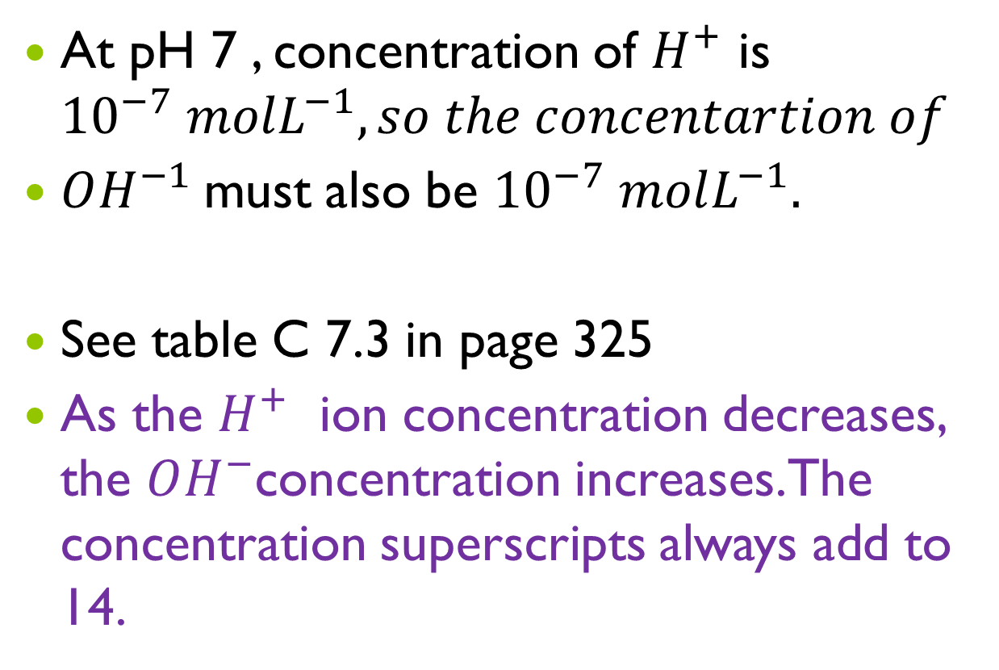 • At pH 7 , concentration of H⁺ is
10⁻⁷ molL⁻¹, so the concentartion of
• OH⁻¹ must also be 10⁻⁷ molL⁻¹.
• See table C 7.3 in page 325
• As the H⁺ ion concentration decreases,
the OH⁻concentration increases. The
concentration superscripts always add to
14.